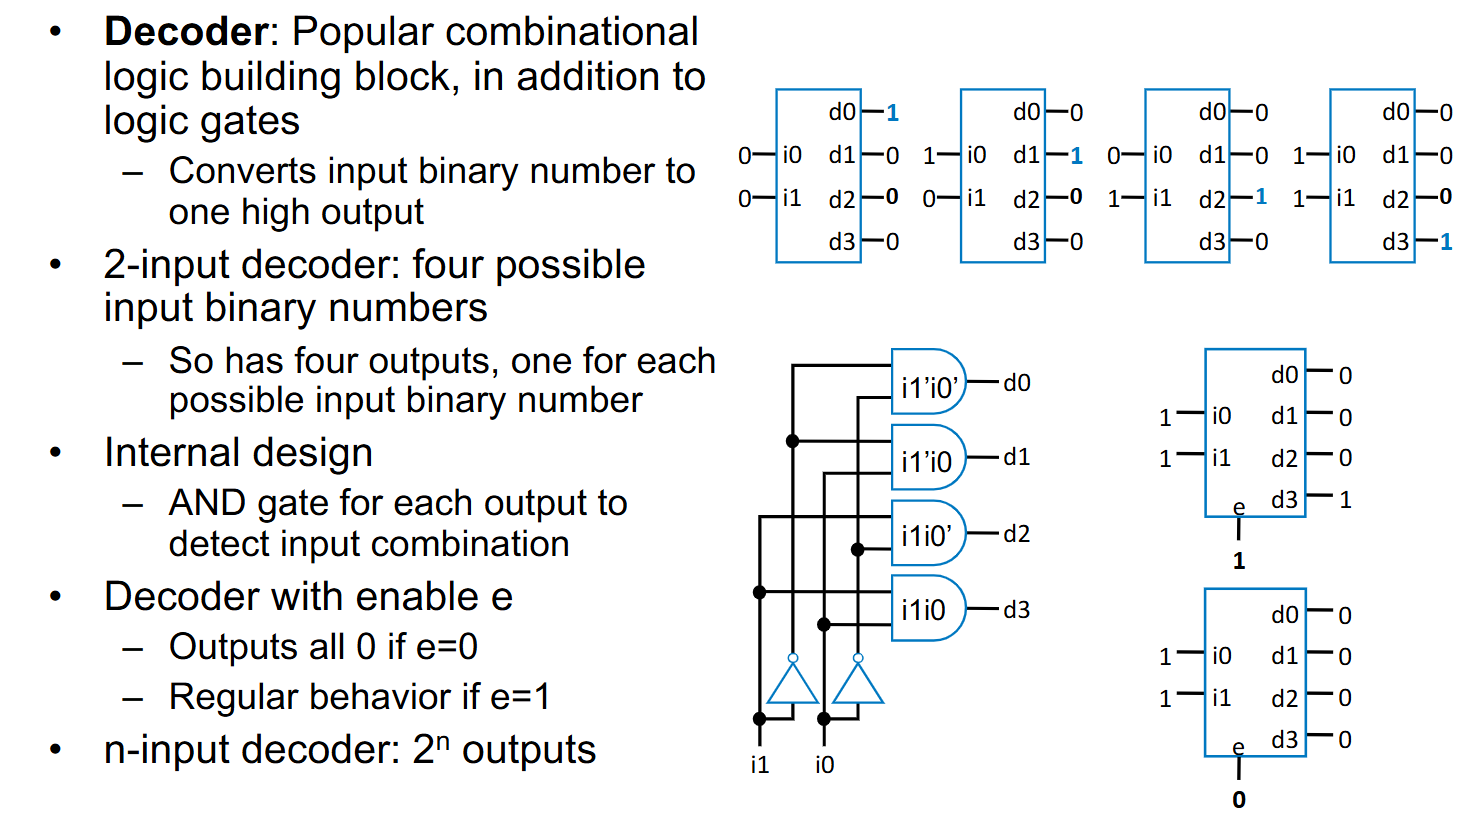 • Decoder: Popular combinational
logic building block, in addition to
logic gates
– Converts input binary number to
one high output
• 2-input decoder: four possible
input binary numbers
– So has four outputs, one for each
possible input binary number
• Internal design
– AND gate for each output to
detect input combination
• Decoder with enable e
– Outputs all 0 if e=0
– Regular behavior if e=1
• n-input decoder: 2ⁿ outputs
d0 1
0 i0 d1 0
0 i1 d2 0
d3 0
d0 0
1 i0 d1 1
0 i1 d2 0
d3 0
d0 0
0 i0 d1 0
1 i1 d2 1
d3 0
d0 0
1 i0 d1 0
1 i1 d2 0
d3 1
i1’i0’ d0
i1’i0 d1
i1i0’ d2
i1i0 d3
i1 i0
d0 0
1 i0 d1 0
1 i1 d2 0
e d3 1
1
d0 0
1 i0 d1 0
1 i1 d2 0
e d3 0
0